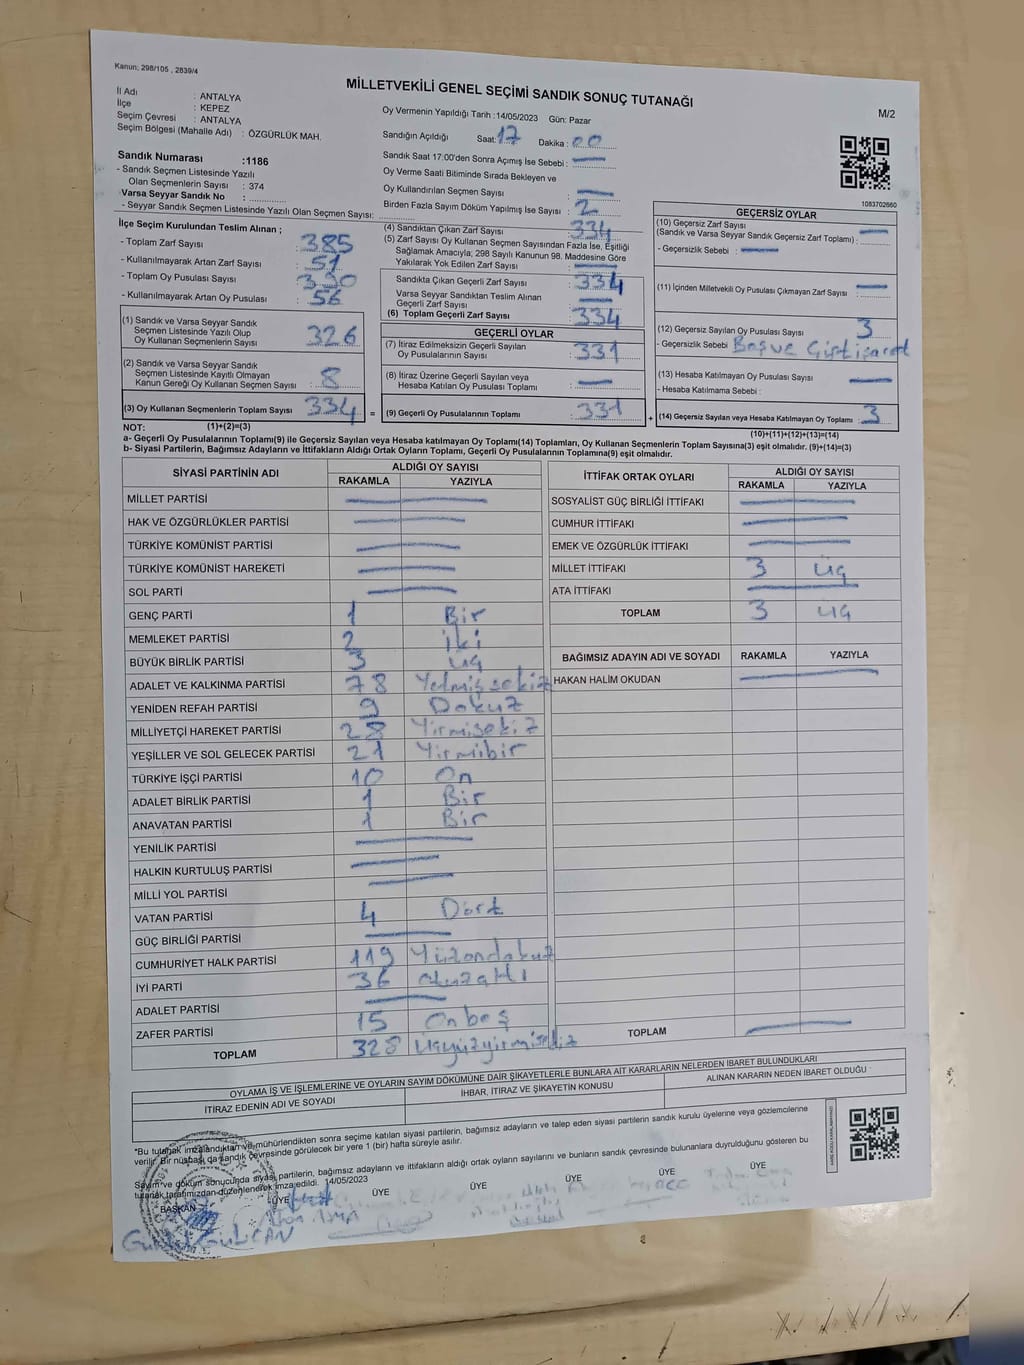 Kanun; 298/105 , 2839/4
MİLLETVEKİLİ GENEL SEÇİMİ SANDIK SONUÇ TUTANAĞI
M/2
İl Adı : ANTALYA
İlçe : KEPEZ
Seçim Çevresi : ANTALYA
Seçim Bölgesi (Mahalle Adı) : ÖZGÜRLÜK MAH.
Oy Vermenin Yapıldığı Tarih :14/05/2023 Gün: Pazar
Sandığın Açıldığı Saat: 17 Dakika : 00
Sandık Saat 17:00'den Sonra Açımış İse Sebebi :
Oy Verme Saati Bitiminde Sırada Bekleyen ve
Oy Kullandırılan Seçmen Sayısı :
Birden Fazla Sayım Döküm Yapılmış İse Sayısı : 2
Sandık Numarası :1186
- Sandık Seçmen Listesinde Yazılı
Olan Seçmenlerin Sayısı : 374
Varsa Seyyar Sandık No :
- Seyyar Sandık Seçmen Listesinde Yazılı Olan Seçmen Sayısı:
1083702660
İlçe Seçim Kurulundan Teslim Alınan ;
- Toplam Zarf Sayısı : 385
- Kullanılmayarak Artan Zarf Sayısı : 51
- Toplam Oy Pusulası Sayısı : 390
- Kullanılmayarak Artan Oy Pusulası : 56
(1) Sandık ve Varsa Seyyar Sandık
Seçmen Listesinde Yazılı Olup
Oy Kullanan Seçmenlerin Sayısı : 326
(2) Sandık ve Varsa Seyyar Sandık
Seçmen Listesinde Kayıtlı Olmayan
Kanun Gereği Oy Kullanan Seçmen Sayısı : 8
(3) Oy Kullanan Seçmenlerin Toplam Sayısı : 334 =
(1)+(2)=(3)
(4) Sandıktan Çıkan Zarf Sayısı : 334
(5) Zarf Sayısı Oy Kullanan Seçmen Sayısından Fazla İse, Eşitliği
Sağlamak Amacıyla; 298 Sayılı Kanunun 98. Maddesine Göre
Yakılarak Yok Edilen Zarf Sayısı :
Sandıkta Çıkan Geçerli Zarf Sayısı : 334
Varsa Seyyar Sandıktan Teslim Alınan
Geçerli Zarf Sayısı :
(6) Toplam Geçerli Zarf Sayısı : 334
GEÇERLİ OYLAR
(7) İtiraz Edilmeksizin Geçerli Sayılan
Oy Pusulalarının Sayısı : 331
(8) İtiraz Üzerine Geçerli Sayılan veya
Hesaba Katılan Oy Pusulası Toplamı :
(9) Geçerli Oy Pusulalarının Toplamı : 331 +
GEÇERSİZ OYLAR
(10) Geçersiz Zarf Sayısı
(Sandık ve Varsa Seyyar Sandık Geçersiz Zarf Toplamı) :
- Geçersizlik Sebebi :
(11) İçinden Milletvekili Oy Pusulası Çıkmayan Zarf Sayısı :
(12) Geçersiz Sayılan Oy Pusulası Sayısı : 3
- Geçersizlik Sebebi : Boş ve Çift işaret
(13) Hesaba Katılmayan Oy Pusulası Sayısı :
- Hesaba Katılmama Sebebi :
(14) Geçersiz Sayılan veya Hesaba Katılmayan Oy Toplamı : 3
(10)+(11)+(12)+(13)=(14)
NOT:
a- Geçerli Oy Pusulalarının Toplamı(9) ile Geçersiz Sayılan veya Hesaba katılmayan Oy Toplamı(14) Toplamları, Oy Kullanan Seçmenlerin Toplam Sayısına(3) eşit olmalıdır. (9)+(14)=(3)
b- Siyasi Partilerin, Bağımsız Adayların ve İttifakların Aldığı Ortak Oyların Toplamı, Geçerli Oy Pusulalarının Toplamına(9) eşit olmalıdır.
SİYASİ PARTİNİN ADI ALDIĞI OY SAYISI
RAKAMLA YAZIYLA
MİLLET PARTİSİ
HAK VE ÖZGÜRLÜKLER PARTİSİ
TÜRKİYE KOMÜNİST PARTİSİ
TÜRKİYE KOMÜNİST HAREKETİ
SOL PARTİ
GENÇ PARTİ 1 Bir
MEMLEKET PARTİSİ 2 iki
BÜYÜK BİRLİK PARTİSİ 3 üç
ADALET VE KALKINMA PARTİSİ 78 Yetmişsekiz
YENİDEN REFAH PARTİSİ 9 Dokuz
MİLLİYETÇİ HAREKET PARTİSİ 28 Yirmisekiz
YEŞİLLER VE SOL GELECEK PARTİSİ 21 Yirmibir
TÜRKİYE İŞÇİ PARTİSİ 10 On
ADALET BİRLİK PARTİSİ 1 Bir
ANAVATAN PARTİSİ 1 Bir
YENİLİK PARTİSİ
HALKIN KURTULUŞ PARTİSİ
MİLLİ YOL PARTİSİ
VATAN PARTİSİ 4 Dört
GÜÇ BİRLİĞİ PARTİSİ
CUMHURİYET HALK PARTİSİ 119 Yüzondokuz
İYİ PARTİ 36 otuzaltı
ADALET PARTİSİ
ZAFER PARTİSİ 15 Onbeş
TOPLAM 328 üçyüzyirmisekiz
İTTİFAK ORTAK OYLARI ALDIĞI OY SAYISI
RAKAMLA YAZIYLA
SOSYALİST GÜÇ BİRLİĞİ İTTİFAKI
CUMHUR İTTİFAKI
EMEK VE ÖZGÜRLÜK İTTİFAKI
MİLLET İTTİFAKI 3 üç
ATA İTTİFAKI
TOPLAM 3 üç
BAĞIMSIZ ADAYIN ADI VE SOYADI RAKAMLA YAZIYLA
HAKAN HALİM OKUDAN
TOPLAM
OYLAMA İŞ VE İŞLEMLERİNE VE OYLARIN SAYIM DÖKÜMÜNE DAİR ŞİKAYETLERLE BUNLARA AİT KARARLARIN NELERDEN İBARET BULUNDUKLARI
İTİRAZ EDENİN ADI VE SOYADI İHBAR, İTİRAZ VE ŞİKAYETİN KONUSU ALINAN KARARIN NEDEN İBARET OLDUĞU
*Bu tutanak imzalandıktan ve mühürlendikten sonra seçime katılan siyasi partilerin, bağımsız adayların ve talep eden siyasi partilerin sandık kurulu üyelerine veya gözlemcilerine
verilir. Bir nüshası da sandık çevresinde görülecek bir yere 1 (bir) hafta süreyle asılır.
Sayım ve döküm sonucunda siyasi partilerin, bağımsız adayların ve ittifakların aldığı ortak oyların sayılarını ve bunların sandık çevresinde bulunanlara duyrulduğunu gösteren bu
tutanak tarafımızdan düzenlenerek imza edildi. 14/05/2023
BAŞKAN ÜYE ÜYE ÜYE ÜYE ÜYE ÜYE